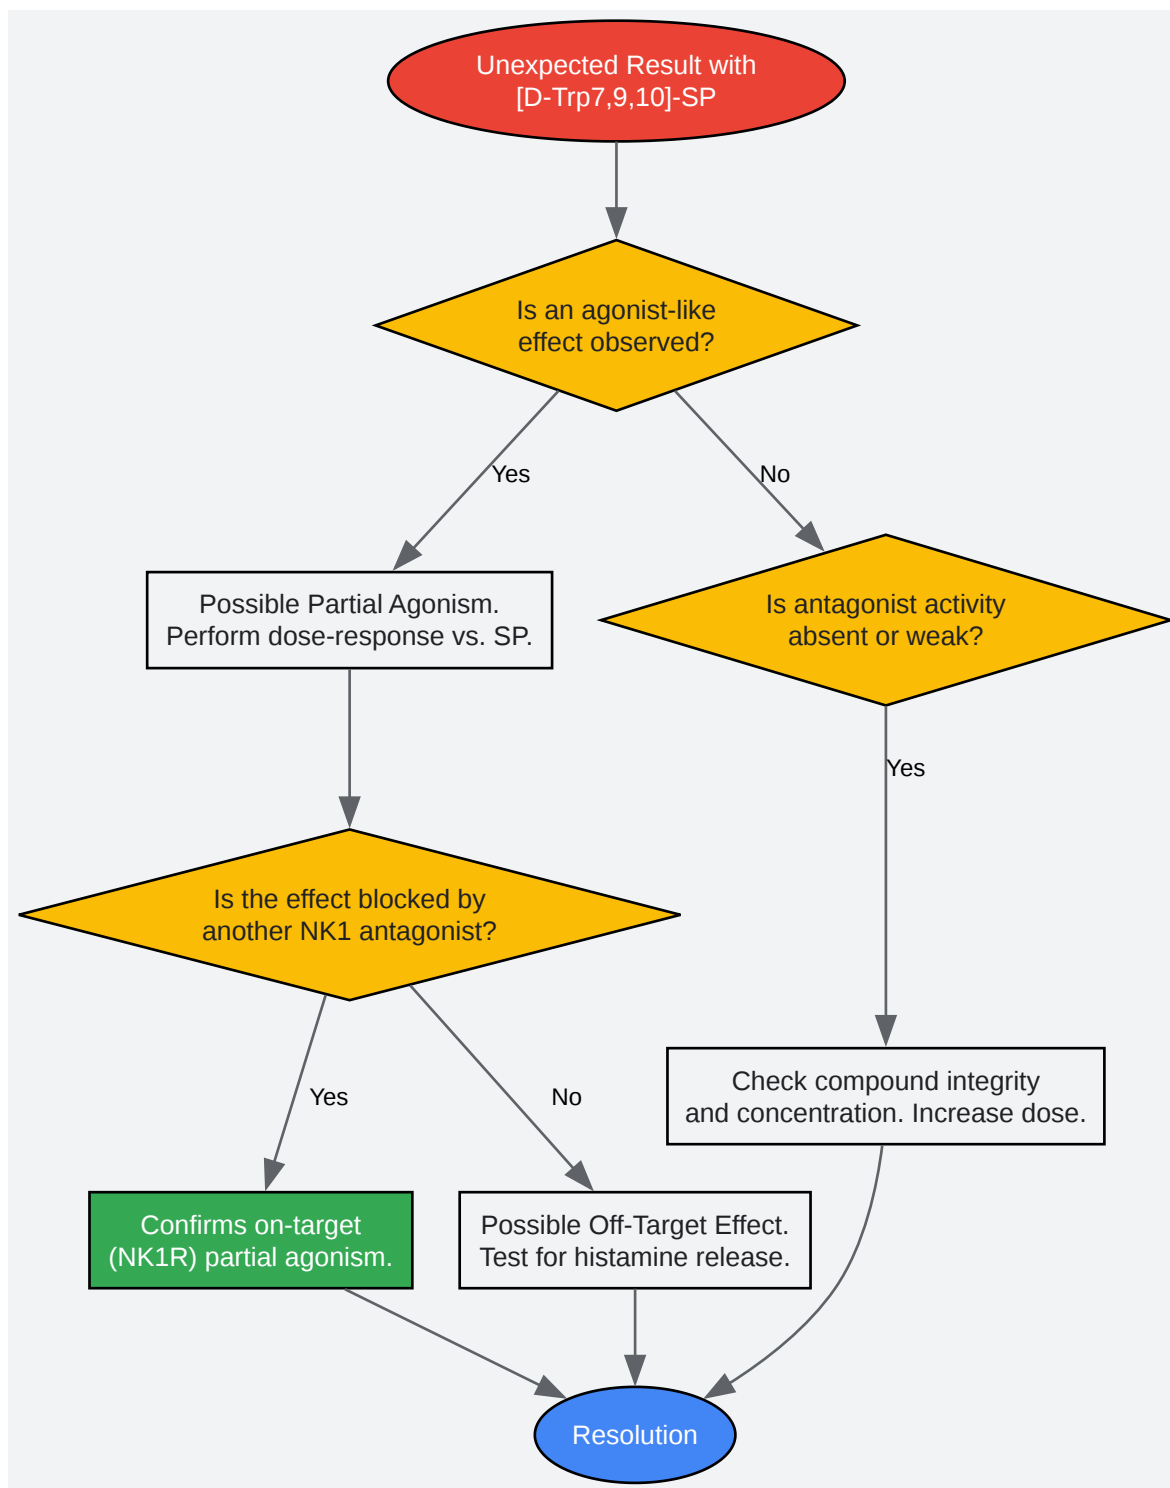 Unexpected Result with
[D-Trp7,9,10]-SP
Is an agonist-like
effect observed?
Yes
No
Possible Partial Agonism.
Perform dose-response vs. SP.
Is antagonist activity
absent or weak?
Yes
Is the effect blocked by
another NK1 antagonist?
Yes
No
Check compound integrity
and concentration. Increase dose.
Confirms on-target
(NK1R) partial agonism.
Possible Off-Target Effect.
Test for histamine release.
Resolution